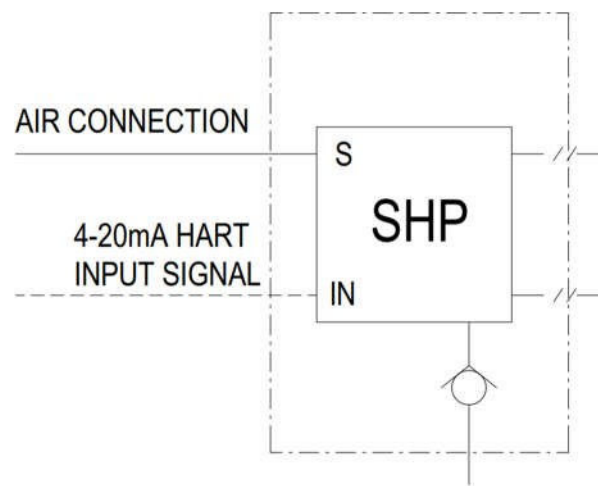 AIR CONNECTION
S
SHP
4-20mA HART
INPUT SIGNAL
IN